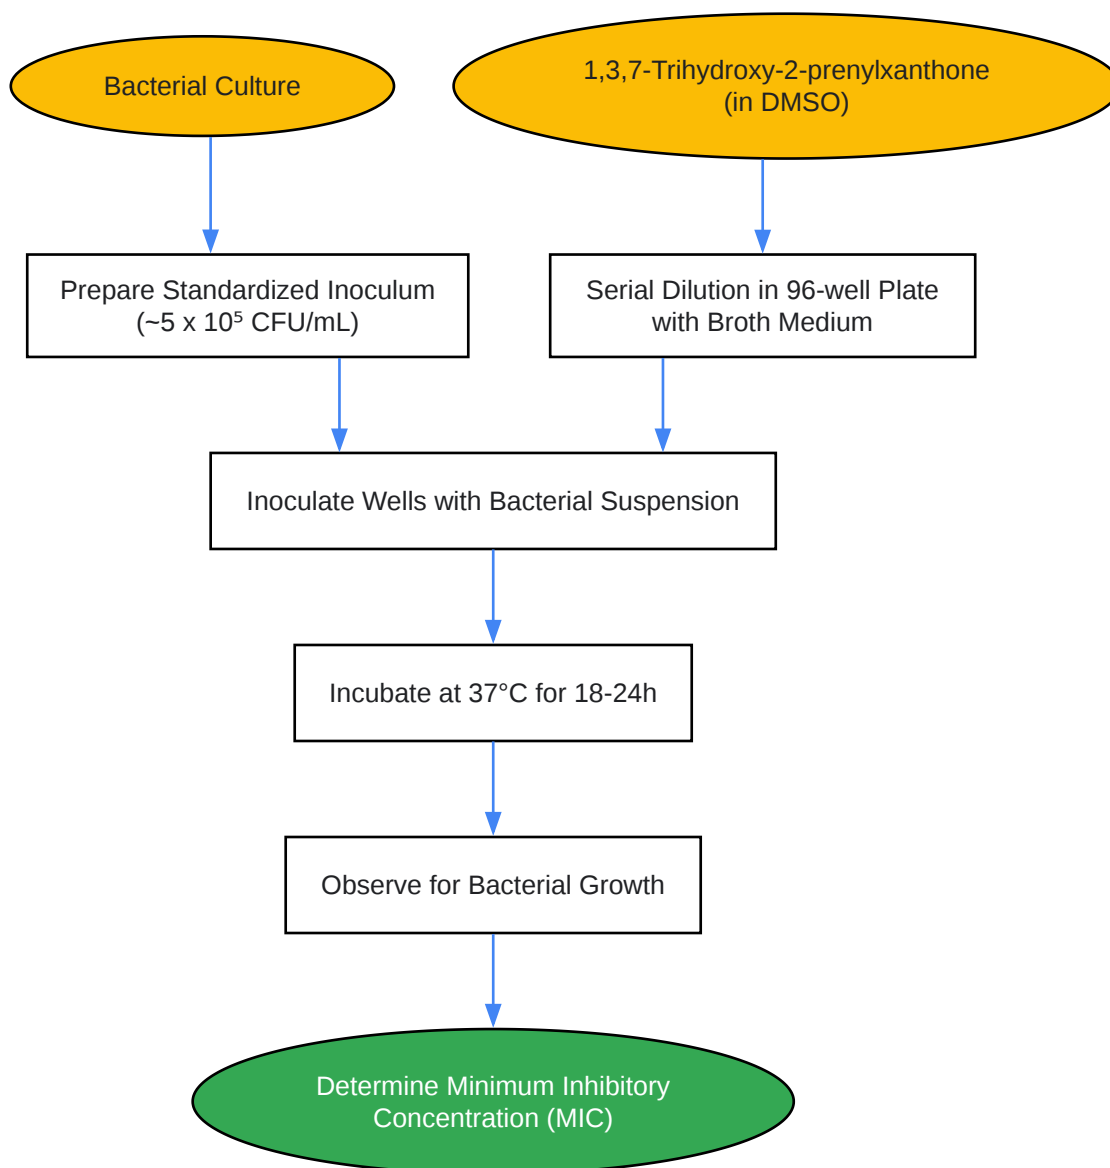 Bacterial Culture
1,3,7-Trihydroxy-2-prenylxanthone
(in DMSO)
Prepare Standardized Inoculum
(~5 x 10⁵ CFU/mL)
Serial Dilution in 96-well Plate
with Broth Medium
Inoculate Wells with Bacterial Suspension
Incubate at 37°C for 18-24h
Observe for Bacterial Growth
Determine Minimum Inhibitory
Concentration (MIC)